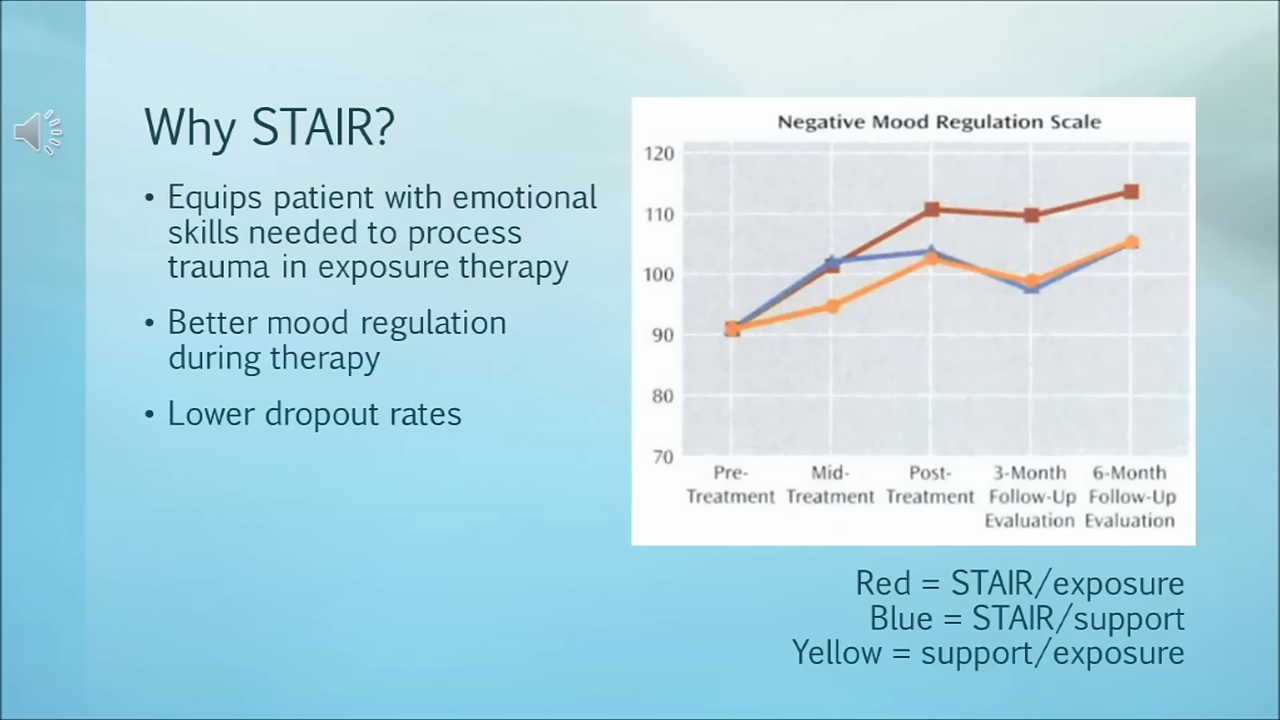 Why STAIR?
• Equips patient with emotional
skills needed to process
trauma in exposure therapy
• Better mood regulation
during therapy
• Lower dropout rates
Negative Mood Regulation Scale
120
110
100
90
80
70
Pre-
Treatment
Mid-
Treatment
Post-
Treatment
3-Month
Follow-Up
Evaluation
6-Month
Follow-Up
Evaluation
Red = STAIR/exposure
Blue = STAIR/support
Yellow = support/exposure